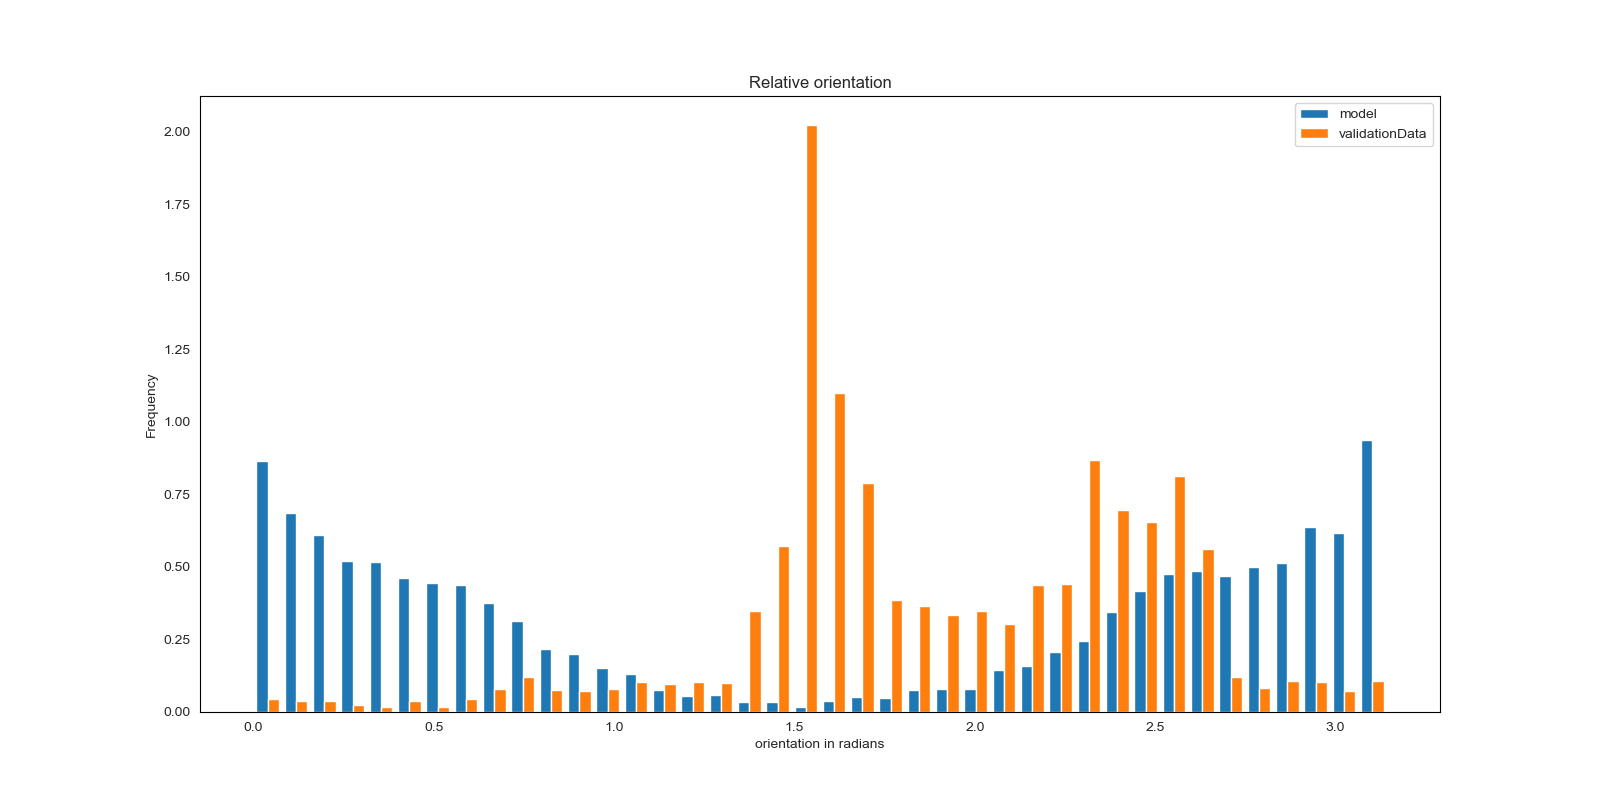 Relative orientation
model
validationData
2.00
1.75
1.50
1.25
1.00
0.75
0.50
0.25
0.00
Frequency
0.0 0.5 1.0 1.5 2.0 2.5 3.0
orientation in radians